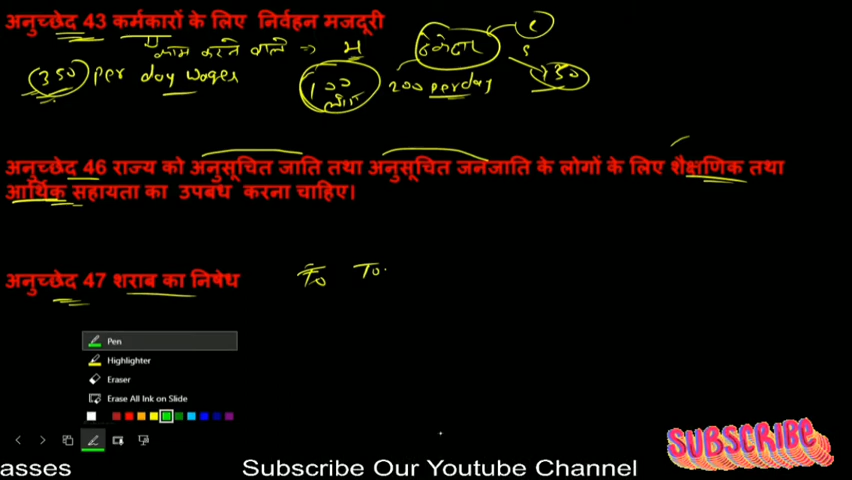 अनुच्छेद 43 कर्मकारों के लिए निर्वहन मजदूरी
काम करने वाले →
ठेकेदार
350 per day wages
100
200 per day
350
अनुच्छेद 46 राज्य को अनुसूचित जाति तथा अनुसूचित जनजाति के लोगों के लिए शैक्षणिक तथा
आर्थिक सहायता का उपबंध करना चाहिए।
अनुच्छेद 47 शराब का निषेध
To.
Pen
Highlighter
Eraser
Erase All Ink on Slide
SUBSCRIBE
asses
Subscribe Our Youtube Channel